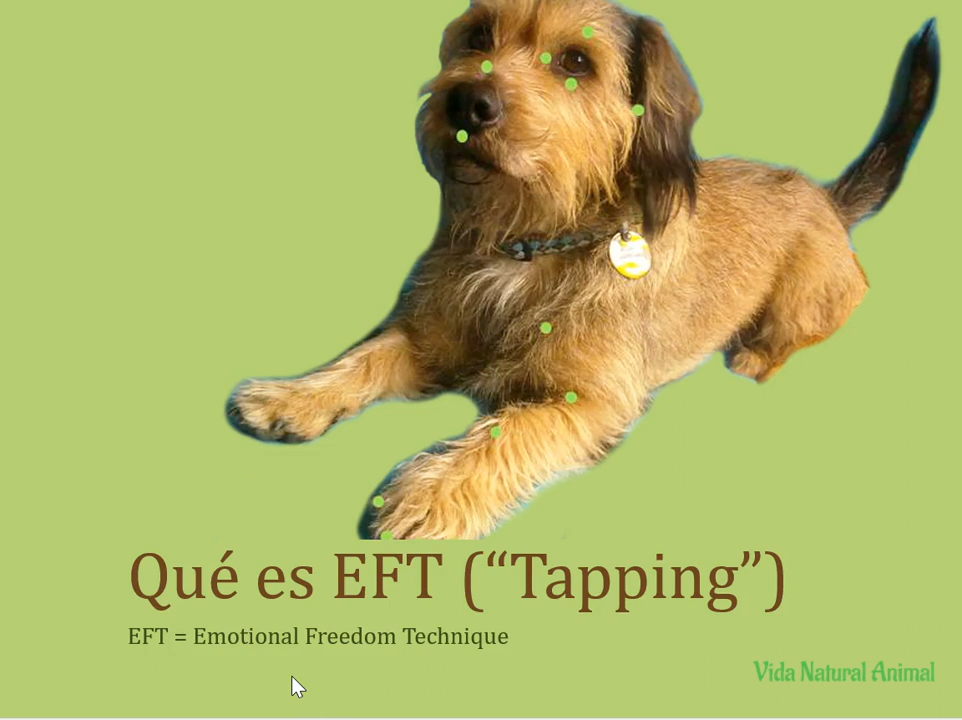 Qué es EFT (“Tapping”)
EFT = Emotional Freedom Technique
Vida Natural Animal